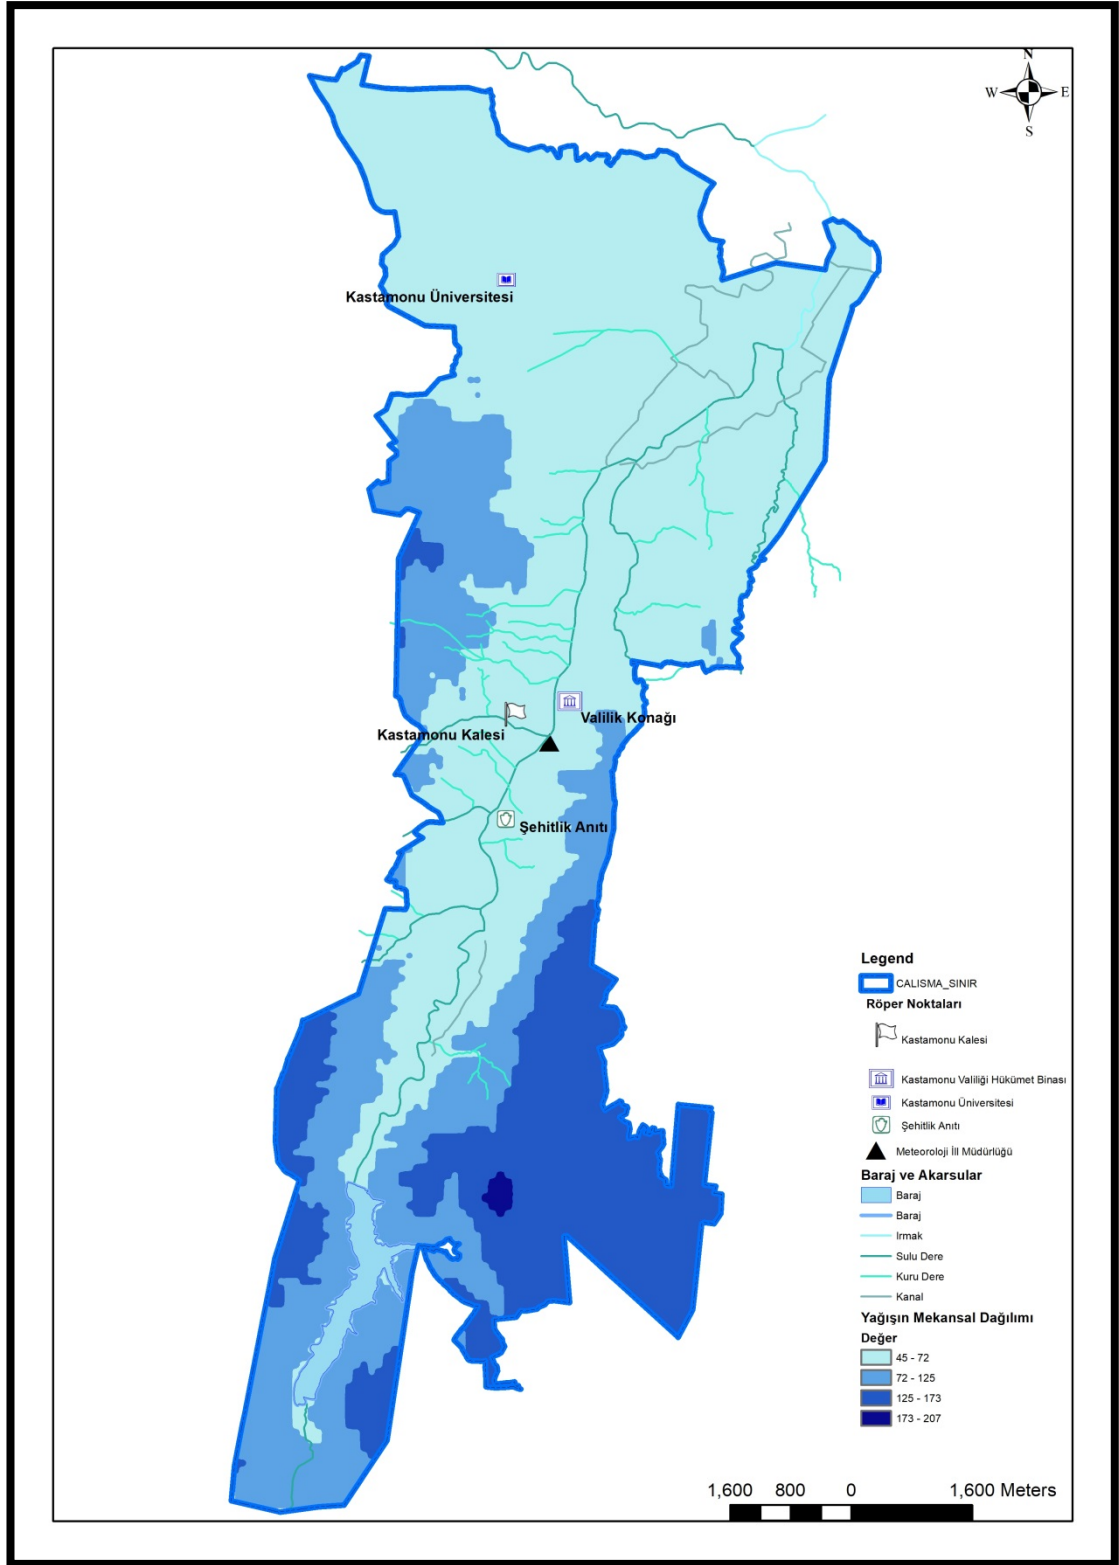 N
W E
S
Kastamonu Üniversitesi
Valilik Konağı
Kastamonu Kalesi
Şehitlik Anıtı
Legend
CALISMA_SINIR
Röper Noktaları
Kastamonu Kalesi
Kastamonu Valiliği Hükümet Binası
Kastamonu Üniversitesi
Şehitlik Anıtı
Meteoroloji İll Müdürlüğü
Baraj ve Akarsular
Baraj
Baraj
Irmak
Sulu Dere
Kuru Dere
Kanal
Yağışın Mekansal Dağılımı
Değer
45 - 72
72 - 125
125 - 173
173 - 207
1,600 800 0 1,600 Meters